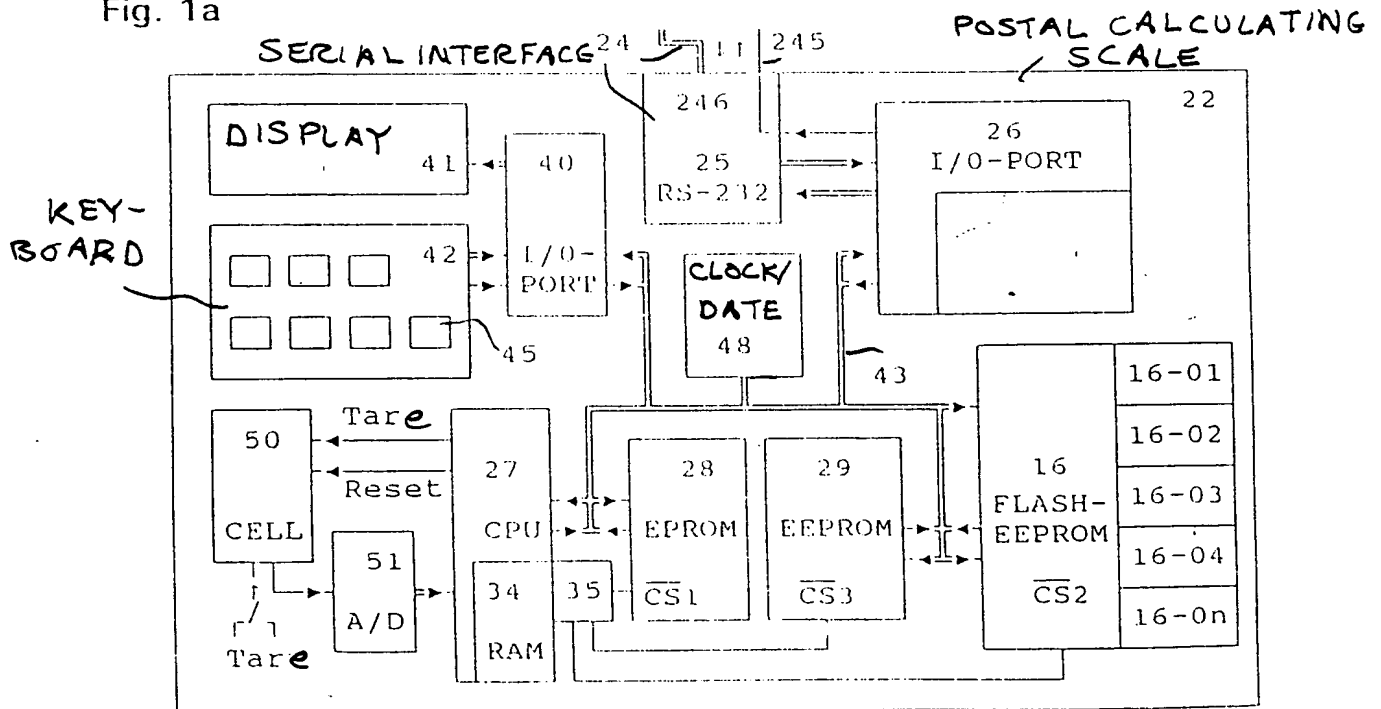 Fig. 1a
POSTAL CALCULATING
SCALE
SERIAL INTERFACE
24
11
245
22
DISPLAY
41
40
I/O-
PORT
246
25
RS-232
26
I/O-PORT
KEY-
BOARD
42
45
CLOCK/
DATE
48
43
50
CELL
Tare
Reset
27
CPU
28
EPROM
CS1
29
EEPROM
CS3
16
FLASH-
EEPROM
CS2
16-01
16-02
16-03
16-04
16-0n
51
A/D
34
RAM
35
Tare